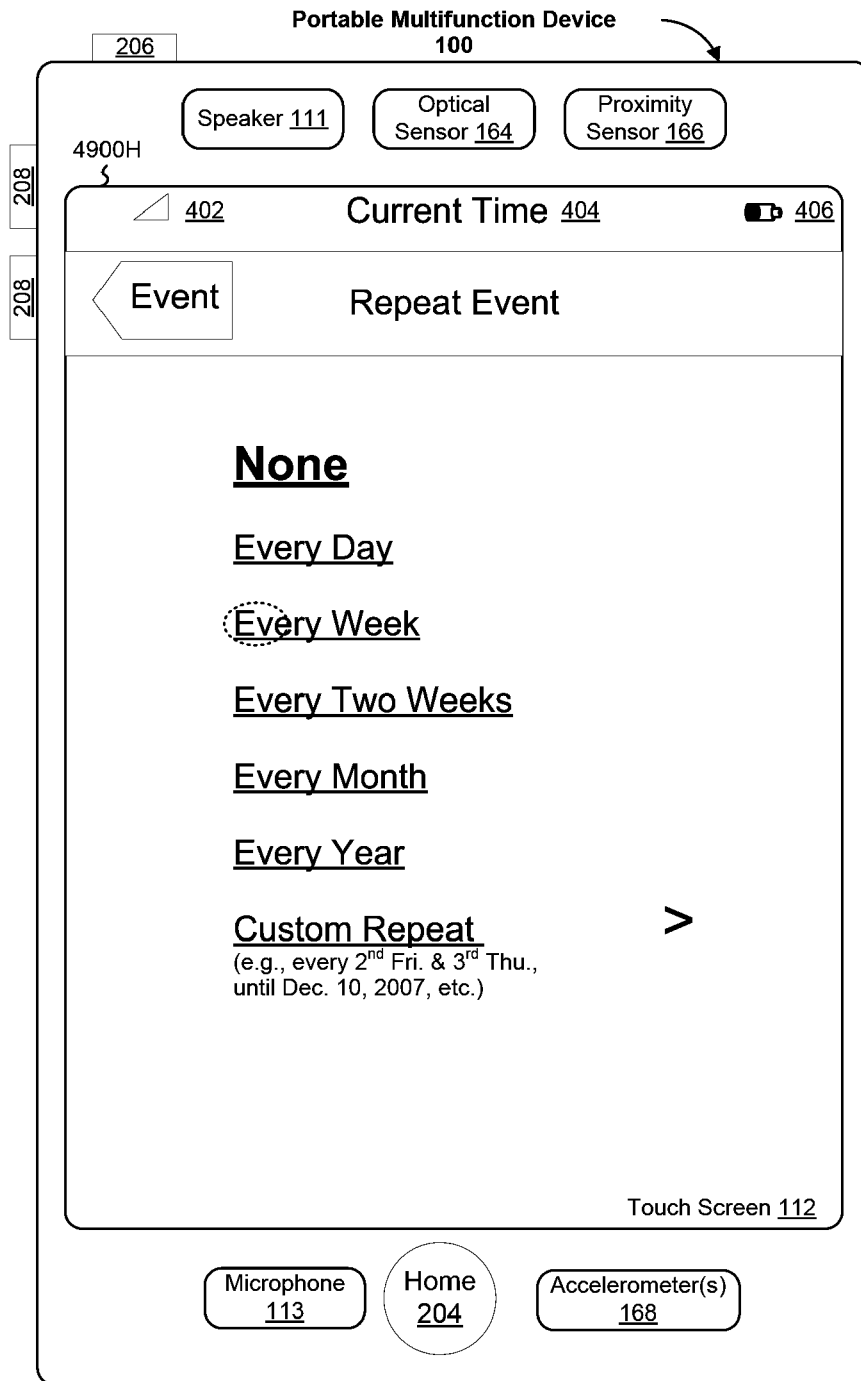 Portable Multifunction Device
100
206
Speaker 111
Optical
Sensor 164
Proximity
Sensor 166
4900H
208
208
402
Current Time 404
406
Event
Repeat Event
None
Every Day
Every Week
Every Two Weeks
Every Month
Every Year
Custom Repeat
>
(e.g., every 2nd Fri. & 3rd Thu.,
until Dec. 10, 2007, etc.)
Touch Screen 112
Microphone
113
Home
204
Accelerometer(s)
168